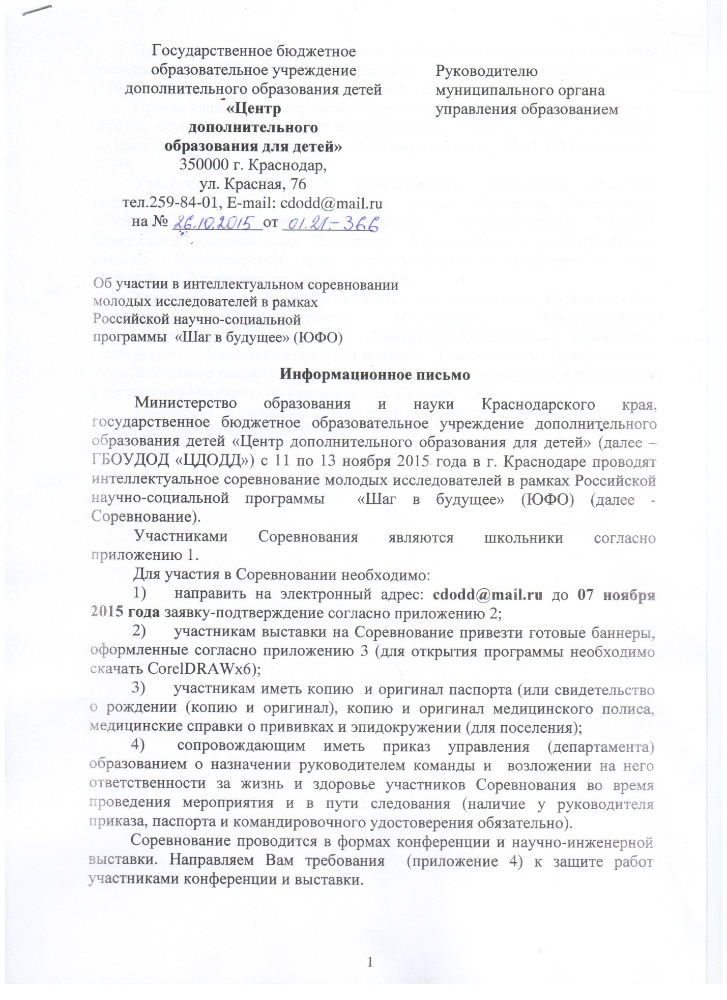 Государственное бюджетное
образовательное учреждение
дополнительного образования детей
«Центр
дополнительного
образования для детей»
350000 г. Краснодар,
ул. Красная, 76
тел.259-84-01, E-mail: cdodd@mail.ru
на № 26.10.2015 от 01.21.-366
Руководителю
муниципального органа
управления образованием
Об участии в интеллектуальном соревновании
молодых исследователей в рамках
Российской научно-социальной
программы «Шаг в будущее» (ЮФО)
Информационное письмо
Министерство образования и науки Краснодарского края,
государственное бюджетное образовательное учреждение дополнительного
образования детей «Центр дополнительного образования для детей» (далее –
ГБОУДОД «ЦДОДД») с 11 по 13 ноября 2015 года в г. Краснодаре проводят
интеллектуальное соревнование молодых исследователей в рамках Российской
научно-социальной программы «Шаг в будущее» (ЮФО) (далее -
Соревнование).
Участниками Соревнования являются школьники согласно
приложению 1.
Для участия в Соревновании необходимо:
1) направить на электронный адрес: cdodd@mail.ru до 07 ноября
2015 года заявку-подтверждение согласно приложению 2;
2) участникам выставки на Соревнование привезти готовые баннеры,
оформленные согласно приложению 3 (для открытия программы необходимо
скачать CorelDRAWx6);
3) участникам иметь копию и оригинал паспорта (или свидетельство
о рождении (копию и оригинал), копию и оригинал медицинского полиса,
медицинские справки о прививках и эпидокружении (для поселения);
4) сопровождающим иметь приказ управления (департамента)
образованием о назначении руководителем команды и возложении на него
ответственности за жизнь и здоровье участников Соревнования во время
проведения мероприятия и в пути следования (наличие у руководителя
приказа, паспорта и командировочного удостоверения обязательно).
Соревнование проводится в формах конференции и научно-инженерной
выставки. Направляем Вам требования (приложение 4) к защите работ
участниками конференции и выставки.
1